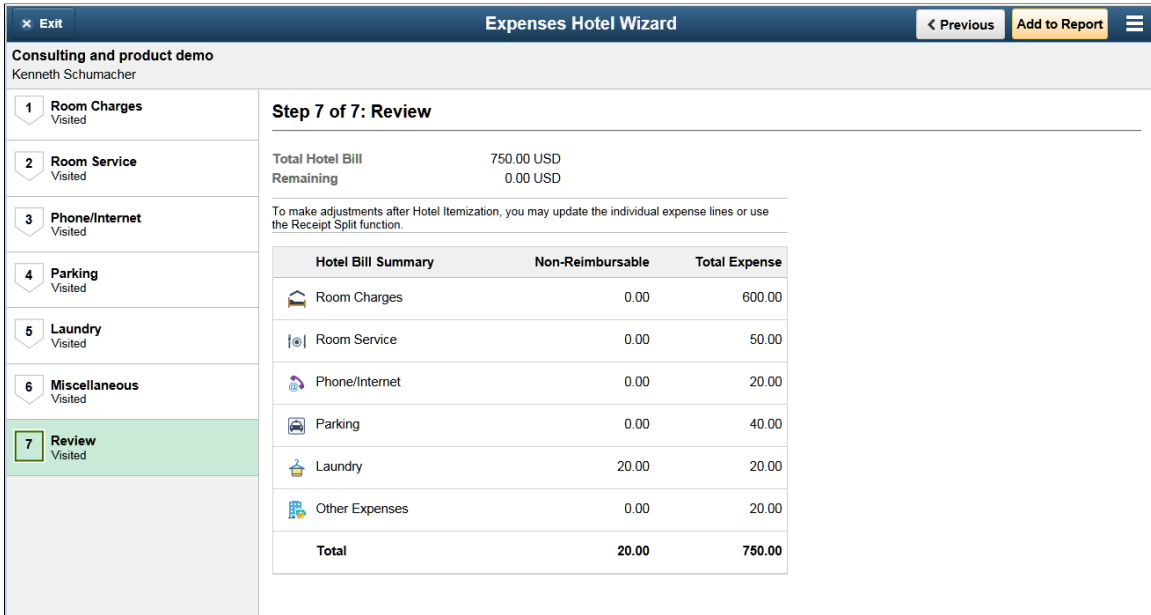 × Exit
Expenses Hotel Wizard
Previous
Add to Report
Consulting and product demo
Kenneth Schumacher
1 Room Charges
Visited
2 Room Service
Visited
3 Phone/Internet
Visited
4 Parking
Visited
5 Laundry
Visited
6 Miscellaneous
Visited
7 Review
Visited
Step 7 of 7: Review
Total Hotel Bill 750.00 USD
Remaining 0.00 USD
To make adjustments after Hotel Itemization, you may update the individual expense lines or use
the Receipt Split function.
Hotel Bill Summary Non-Reimbursable Total Expense
Room Charges 0.00 600.00
Room Service 0.00 50.00
Phone/Internet 0.00 20.00
Parking 0.00 40.00
Laundry 20.00 20.00
Other Expenses 0.00 20.00
Total 20.00 750.00